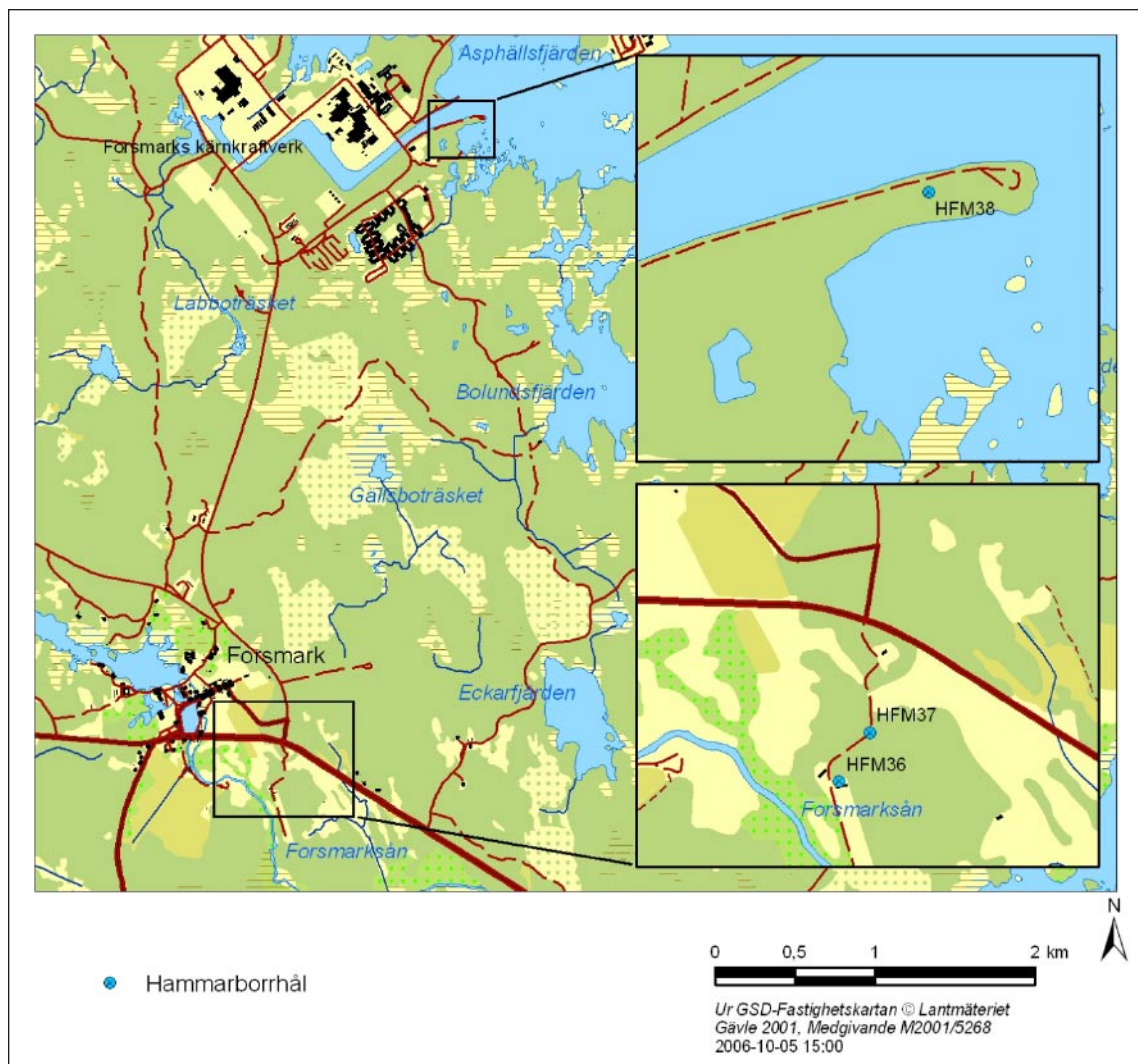 Asphällsfjärden
Forsmarks kärnkraftverk
HFM38
Labboträsket
Bolundsfjärden
Gällsboträsket
Forsmark
Eckarfjärden
HFM37
HFM36
Forsmarksån
Forsmarksån
N
0 0,5 1 2 km
Hammarborrhål
Ur GSD-Fastighetskartan © Lantmäteriet
Gävle 2001, Medgivande M2001/5268
2006-10-05 15:00